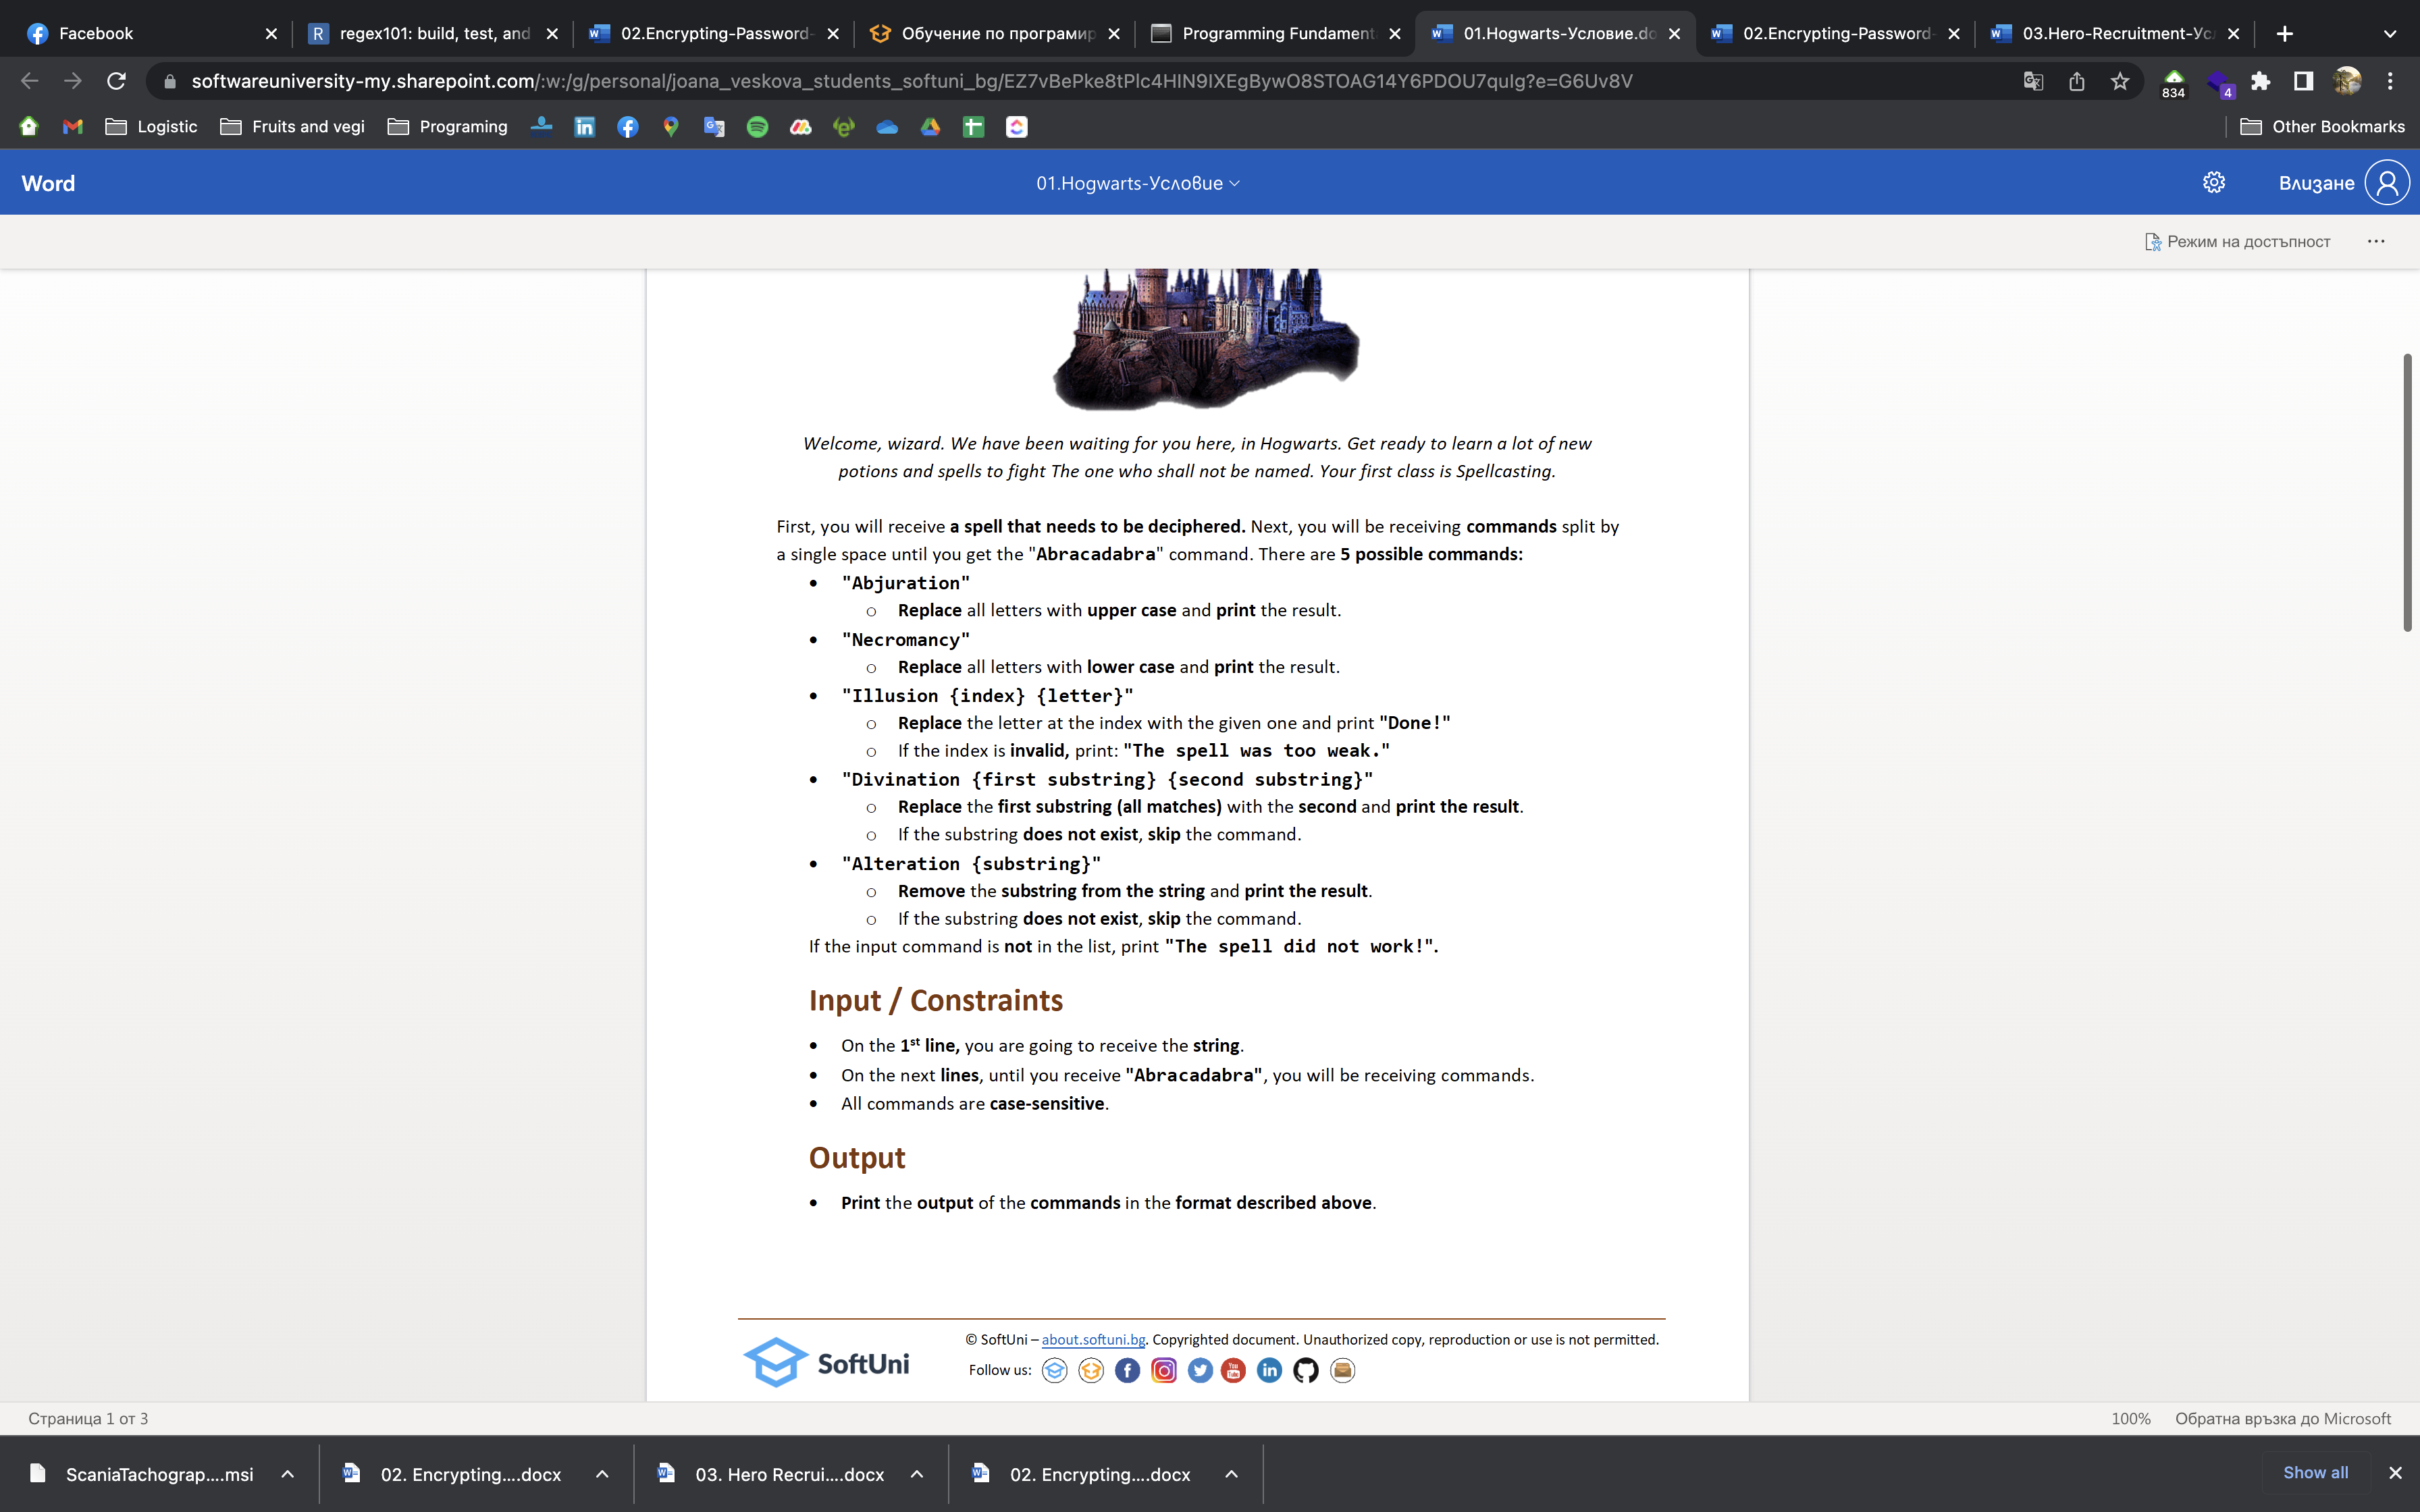 Facebook
regex101: build, test, and
02.Encrypting-Password-
Обучение по програмир
Programming Fundament
01.Hogwarts-Условие.do
02.Encrypting-Password-
03.Hero-Recruitment-Ус
softwareuniversity-my.sharepoint.com/:w:/g/personal/joana_veskova_students_softuni_bg/EZ7vBePke8tPlc4HIN9IXEgBywO8STOAG14Y6PDOU7quIg?e=G6Uv8V
834
4
Logistic
Fruits and vegi
Programing
Other Bookmarks
Word
01.Hogwarts-Условие
Влизане
Режим на достъпност
Welcome, wizard. We have been waiting for you here, in Hogwarts. Get ready to learn a lot of new
potions and spells to fight The one who shall not be named. Your first class is Spellcasting.
First, you will receive a spell that needs to be deciphered. Next, you will be receiving commands split by
a single space until you get the "Abracadabra" command. There are 5 possible commands:
• "Abjuration"
o Replace all letters with upper case and print the result.
• "Necromancy"
o Replace all letters with lower case and print the result.
• "Illusion {index} {letter}"
o Replace the letter at the index with the given one and print "Done!"
o If the index is invalid, print: "The spell was too weak."
• "Divination {first substring} {second substring}"
o Replace the first substring (all matches) with the second and print the result.
o If the substring does not exist, skip the command.
• "Alteration {substring}"
o Remove the substring from the string and print the result.
o If the substring does not exist, skip the command.
If the input command is not in the list, print "The spell did not work!".
Input / Constraints
• On the 1st line, you are going to receive the string.
• On the next lines, until you receive "Abracadabra", you will be receiving commands.
• All commands are case-sensitive.
Output
• Print the output of the commands in the format described above.
SoftUni
© SoftUni – about.softuni.bg. Copyrighted document. Unauthorized copy, reproduction or use is not permitted.
Follow us:
Страница 1 от 3
100%
Обратна връзка до Microsoft
ScaniaTachograp....msi
02. Encrypting....docx
03. Hero Recrui....docx
02. Encrypting....docx
Show all